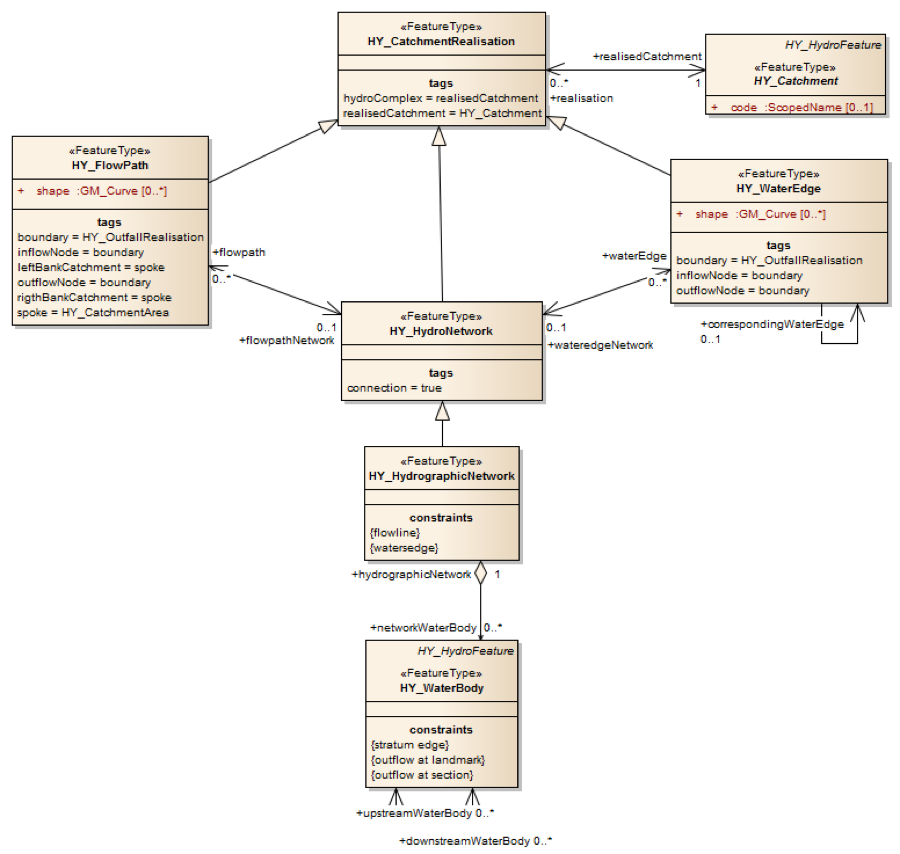 «FeatureType»
HY_CatchmentRealisation
tags
hydroComplex = realisedCatchment
realisedCatchment = HY_Catchment
+realisedCatchment
0..*
1
+realisation
HY_HydroFeature
«FeatureType»
HY_Catchment
+ code :ScopedName [0..1]
«FeatureType»
HY_FlowPath
+ shape :GM_Curve [0..*]
tags
boundary = HY_OutfallRealisation
inflowNode = boundary
leftBankCatchment = spoke
outflowNode = boundary
rigthBankCatchment = spoke
spoke = HY_CatchmentArea
«FeatureType»
HY_WaterEdge
+ shape :GM_Curve [0..*]
tags
boundary = HY_OutfallRealisation
inflowNode = boundary
outflowNode = boundary
+flowpath
0..*
+waterEdge
0..*
0..1
+flowpathNetwork
0..1
+wateredgeNetwork
+correspondingWaterEdge
0..1
«FeatureType»
HY_HydroNetwork
tags
connection = true
«FeatureType»
HY_HydrographicNetwork
constraints
{flowline}
{watersedge}
+hydrographicNetwork
1
+networkWaterBody
0..*
HY_HydroFeature
«FeatureType»
HY_WaterBody
constraints
{stratum edge}
{outflow at landmark}
{outflow at section}
+upstreamWaterBody 0..*
+downstreamWaterBody 0..*